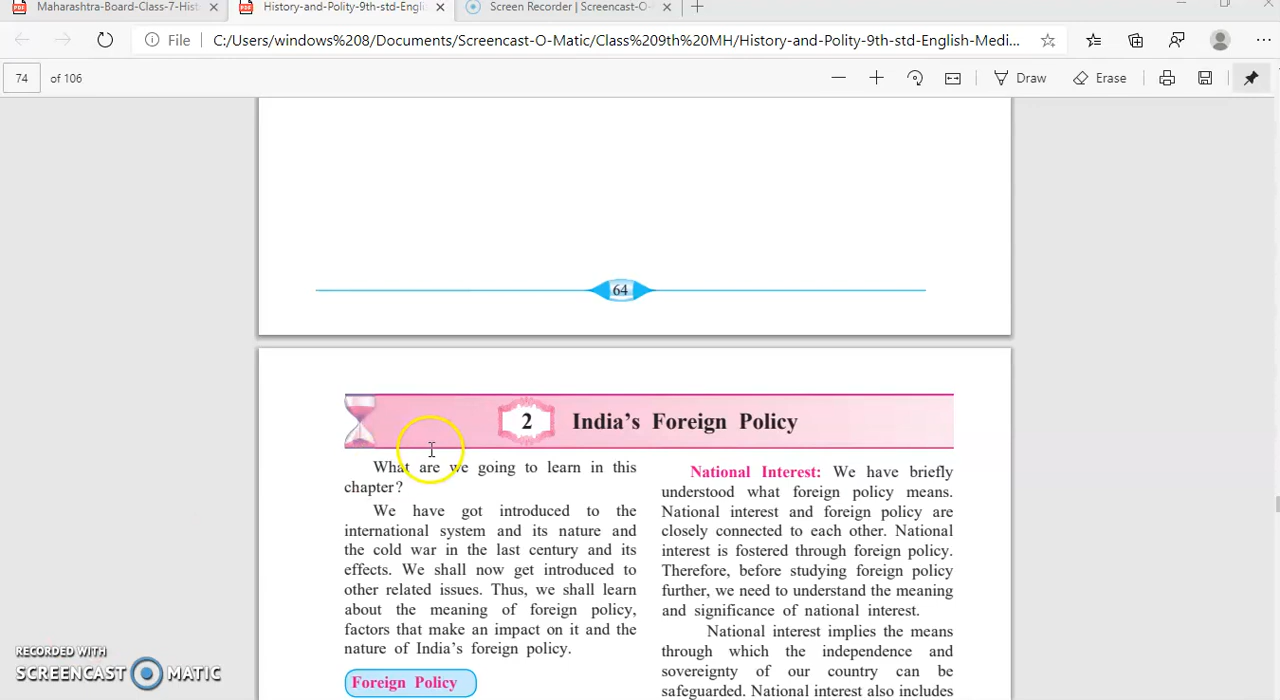 Maharashtra-Board-Class-7-Hist
History-and-Polity-9th-std-Engli
Screen Recorder | Screencast-O-
File
C:/Users/windows%208/Documents/Screencast-O-Matic/Class%209th%20MH/History-and-Polity-9th-std-English-Medi...
74 of 106
Draw
Erase
64
2 India's Foreign Policy
What are we going to learn in this
chapter?
We have got introduced to the
international system and its nature and
the cold war in the last century and its
effects. We shall now get introduced to
other related issues. Thus, we shall learn
about the meaning of foreign policy,
factors that make an impact on it and the
nature of India's foreign policy.
Foreign Policy
National Interest: We have briefly
understood what foreign policy means.
National interest and foreign policy are
closely connected to each other. National
interest is fostered through foreign policy.
Therefore, before studying foreign policy
further, we need to understand the meaning
and significance of national interest.
National interest implies the means
through which the independence and
sovereignty of our country can be
safeguarded. National interest also includes
RECORDED WITH
SCREENCAST MATIC